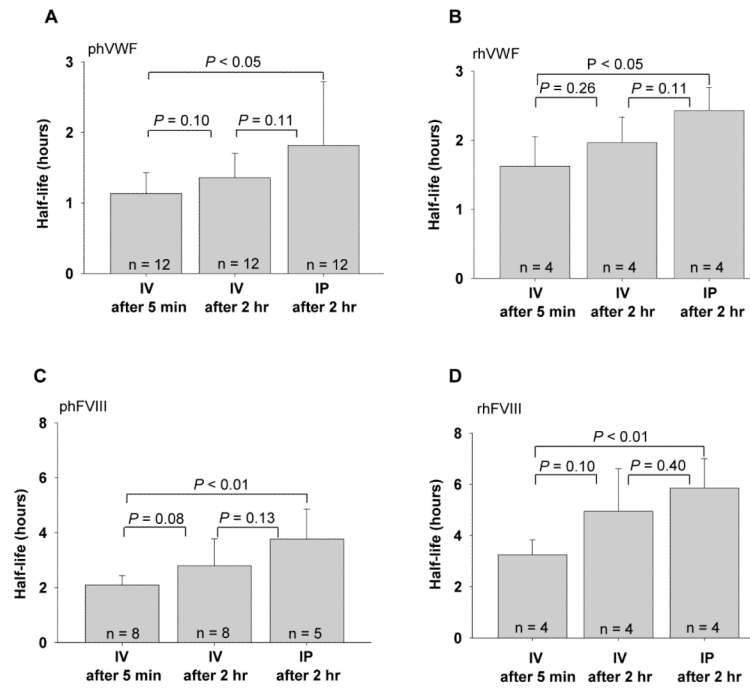 A
phVWF
P < 0.05
P = 0.10
P = 0.11
Half-life (hours)
3
2
1
0
n = 12
n = 12
n = 12
IV
after 5 min
IV
after 2 hr
IP
after 2 hr
B
rhVWF
P < 0.05
P = 0.26
P = 0.11
Half-life (hours)
3
2
1
0
n = 4
n = 4
n = 4
IV
after 5 min
IV
after 2 hr
IP
after 2 hr
C
phFVIII
P < 0.01
P = 0.08
P = 0.13
Half-life (hours)
8
6
4
2
0
n = 8
n = 8
n = 5
IV
after 5 min
IV
after 2 hr
IP
after 2 hr
D
rhFVIII
P < 0.01
P = 0.10
P = 0.40
Half-life (hours)
8
6
4
2
0
n = 4
n = 4
n = 4
IV
after 5 min
IV
after 2 hr
IP
after 2 hr